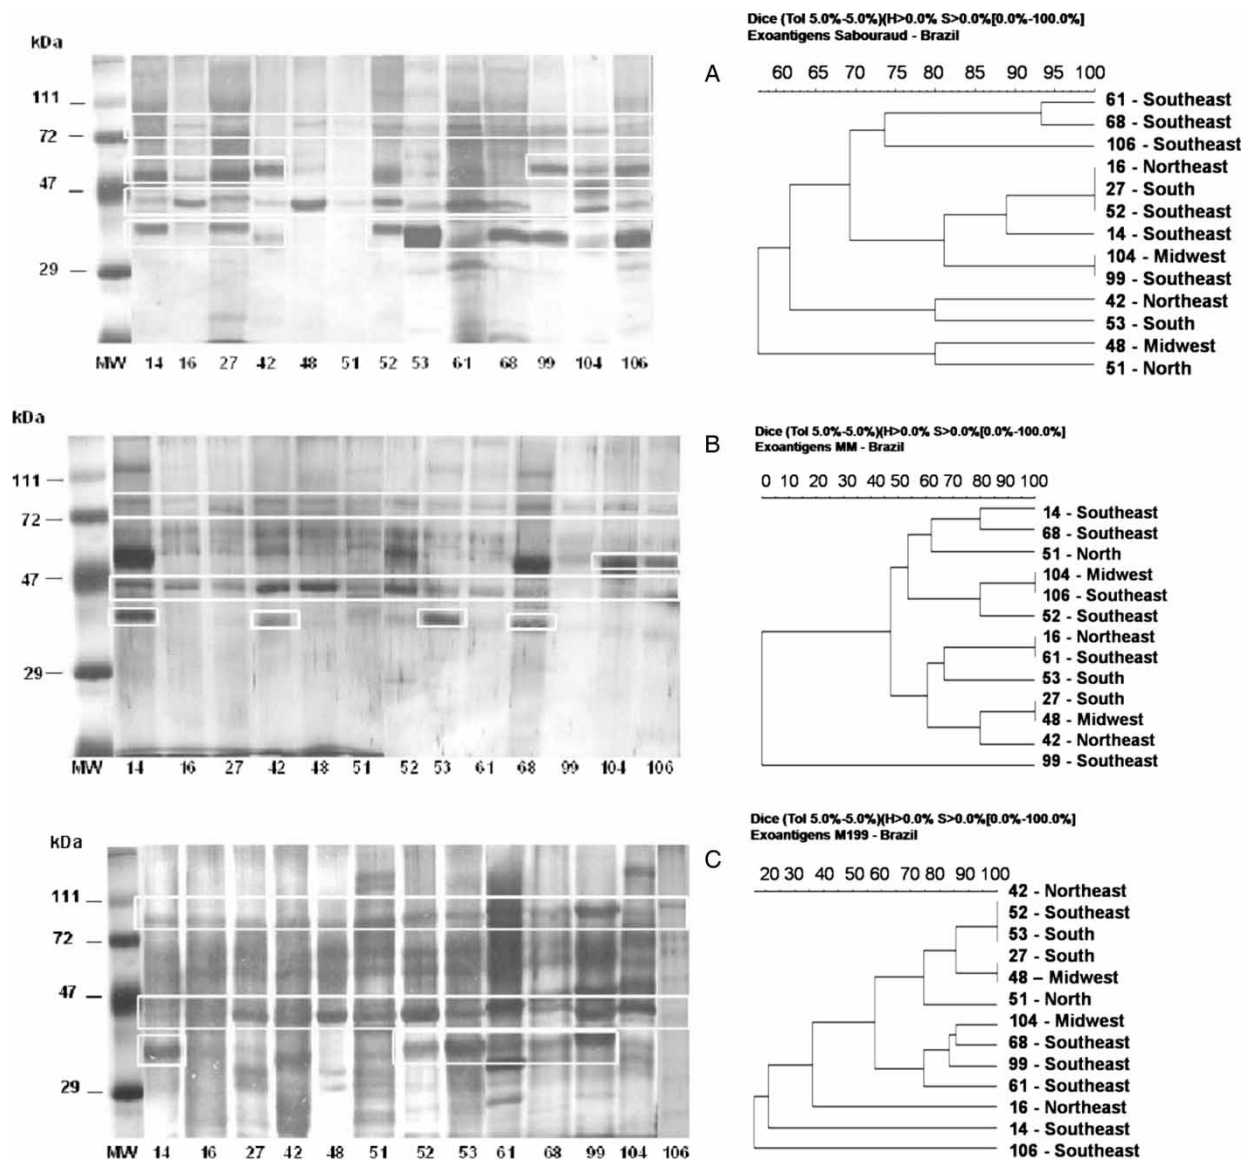 Dice (Tol 5.0%-5.0%)(H>0.0% S>0.0%[0.0%-100.0%]
Exoantigens Sabouraud - Brazil
kDa
A
111
72
47
29
MW 14 16 27 42 48 51 52 53 61 68 99 104 106
60 65 70 75 80 85 90 95 100
61 - Southeast
68 - Southeast
106 - Southeast
16 - Northeast
27 - South
52 - Southeast
14 - Southeast
104 - Midwest
99 - Southeast
42 - Northeast
53 - South
48 - Midwest
51 - North
Dice (Tol 5.0%-5.0%)(H>0.0% S>0.0%[0.0%-100.0%]
Exoantigens MM - Brazil
kDa
B
111
72
47
29
MW 14 16 27 42 48 51 52 53 61 68 99 104 106
0 10 20 30 40 50 60 70 80 90 100
14 - Southeast
68 - Southeast
51 - North
104 - Midwest
106 - Southeast
52 - Southeast
16 - Northeast
61 - Southeast
53 - South
27 - South
48 - Midwest
42 - Northeast
99 - Southeast
Dice (Tol 5.0%-5.0%)(H>0.0% S>0.0%[0.0%-100.0%]
Exoantigens M199 - Brazil
kDa
C
111
72
47
29
MW 14 16 27 42 48 51 52 53 61 68 99 104 106
20 30 40 50 60 70 80 90 100
42 - Northeast
52 - Southeast
53 - South
27 - South
48 – Midwest
51 - North
104 - Midwest
68 - Southeast
99 - Southeast
61 - Southeast
16 - Northeast
14 - Southeast
106 - Southeast